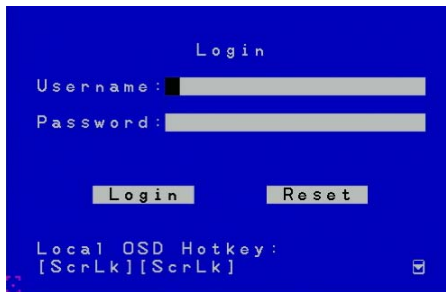 Login
Username:
Password:
Login Reset
Local OSD Hotkey:
[ScrLk][ScrLk]